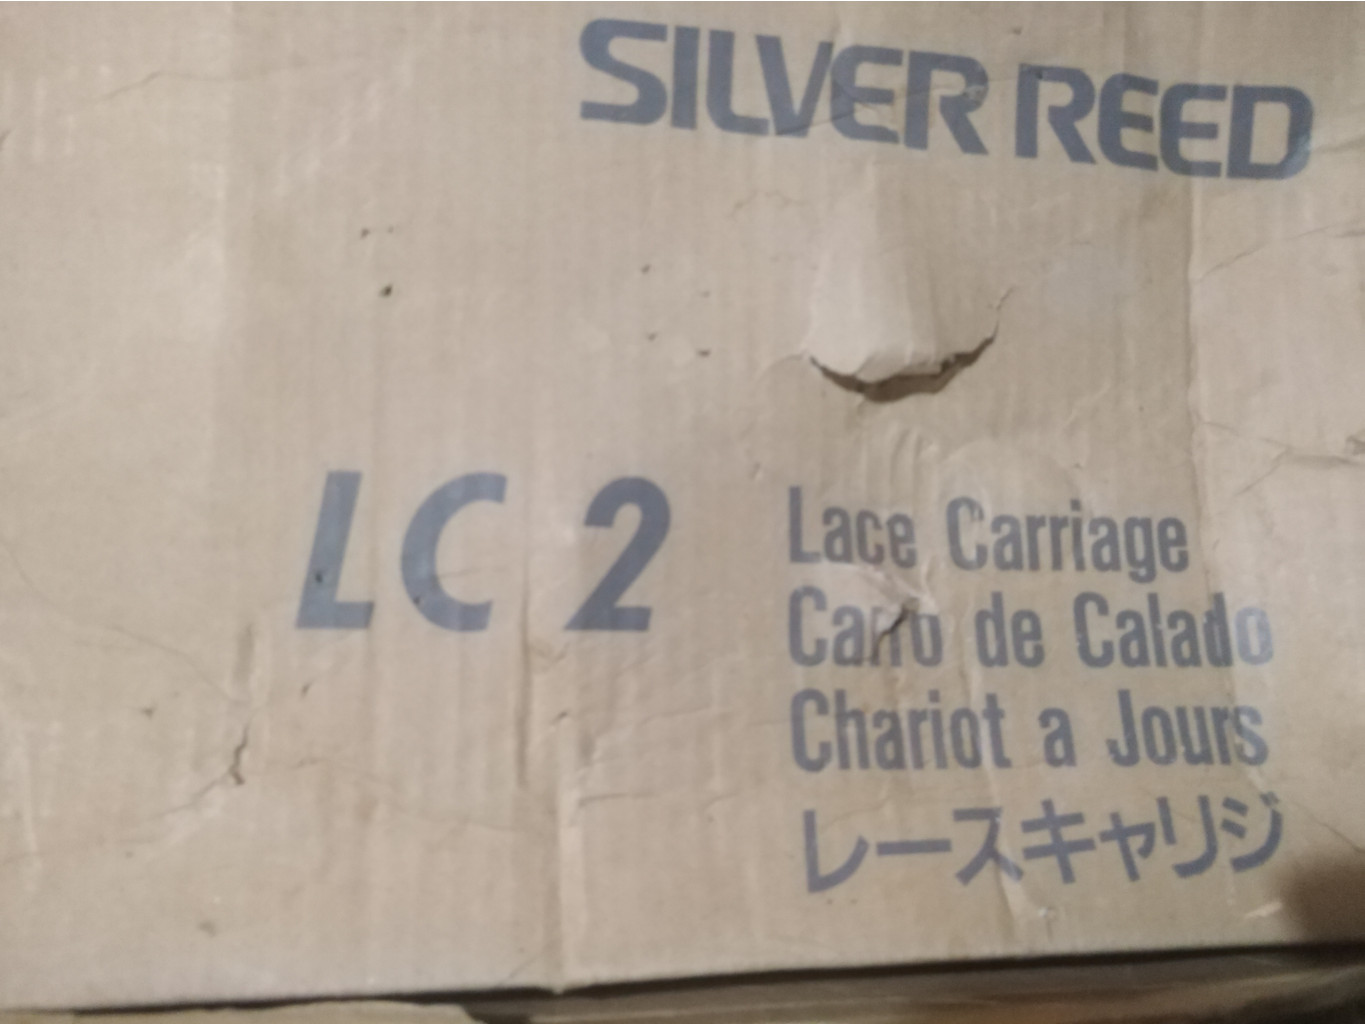 SILVER REED
LC 2
Lace Carriage
Carro de Calado
Chariot a Jours
レースキャリジ